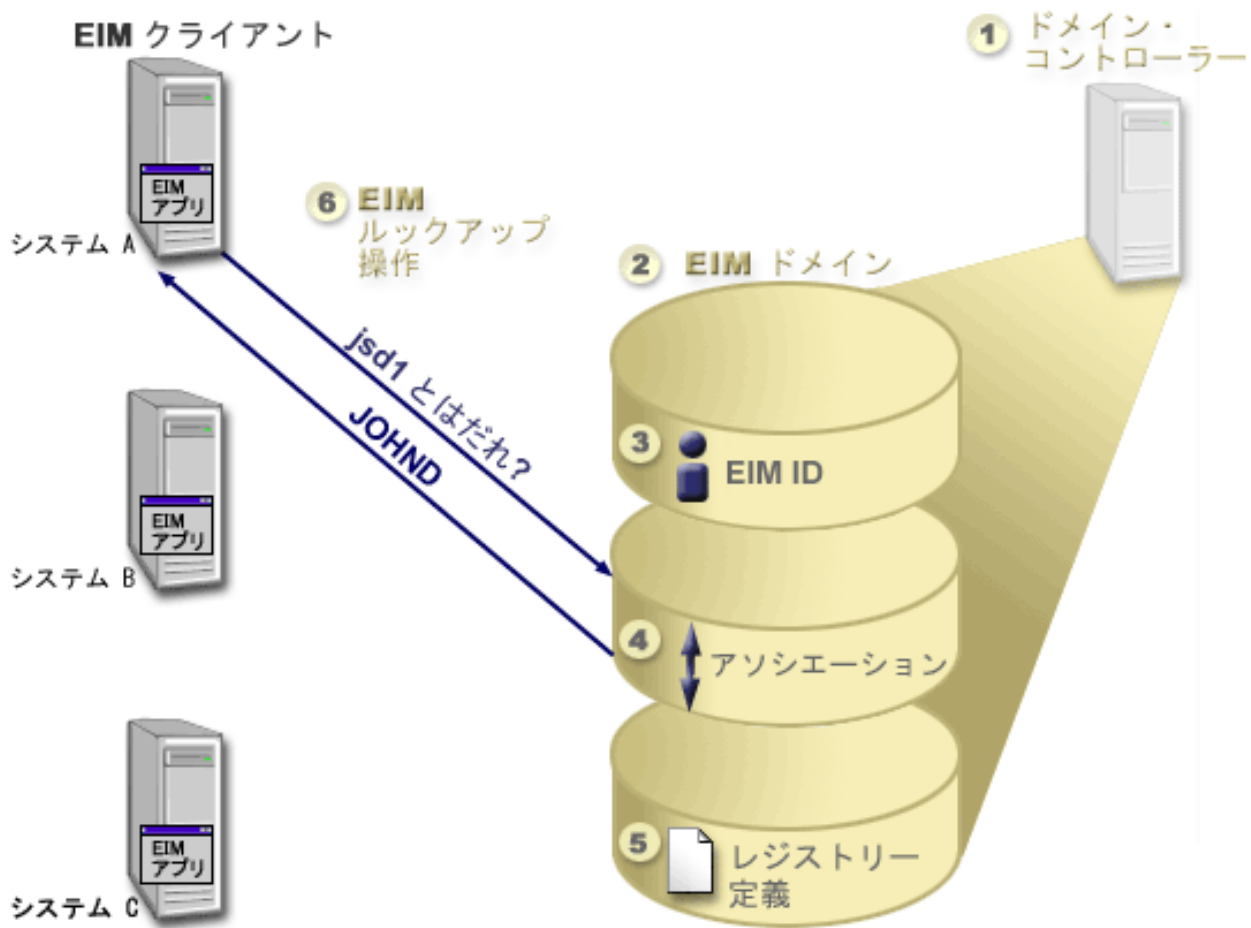 EIM クライアント
1 ドメイン・
コントローラー
EIM
アプリ
システム A
6 EIM
ルックアップ
操作
2 EIM ドメイン
jsd1 とはだれ?
JOHND
3 EIM ID
EIM
アプリ
システム B
4 アソシエーション
EIM
アプリ
システム C
5 レジストリー
定義